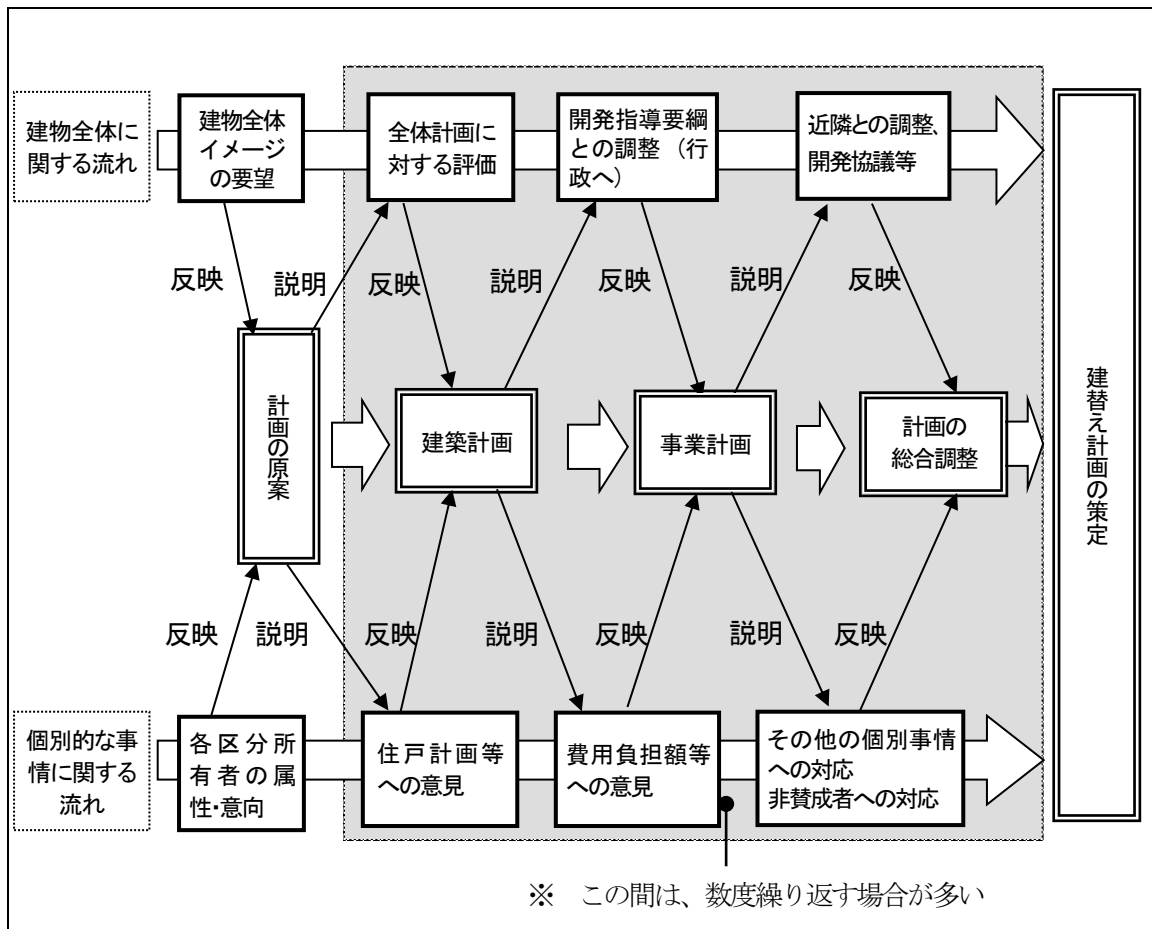 建物全体に
関する流れ
建物全体
イメージ
の要望
全体計画に
対する評価
開発指導要綱
との調整（行
政へ）
近隣との調整、
開発協議等
反映
説明
反映
説明
反映
説明
反映
計画の原案
建築計画
事業計画
計画の
総合調整
建替え計画の策定
反映
説明
反映
説明
反映
説明
反映
個別的な事
情に関する
流れ
各区分所
有者の属
性・意向
住戸計画等
への意見
費用負担額等
への意見
その他の個別事情
への対応
非賛成者への対応
※　この間は、数度繰り返す場合が多い